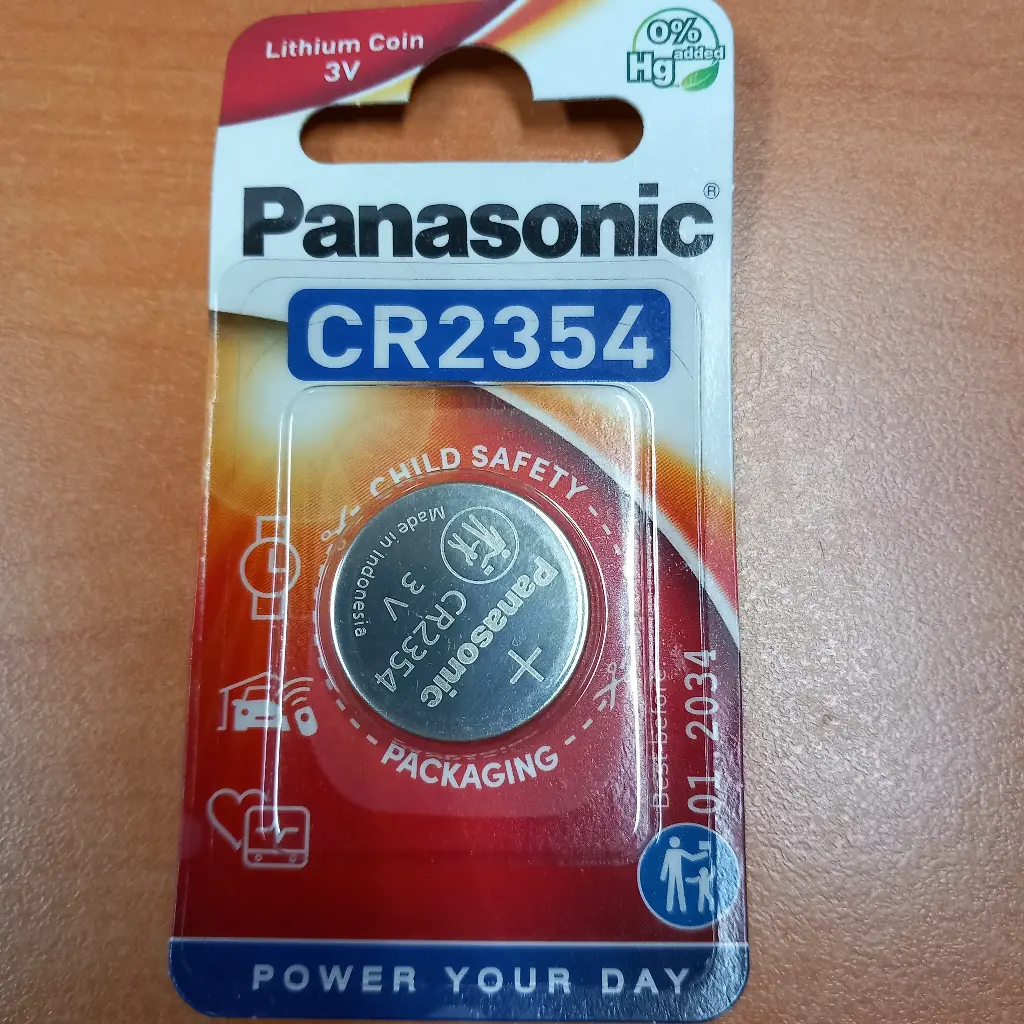 Lithium Coin
3V
0%
Hg added
Panasonic®
CR2354
CHILD SAFETY
Made in Indonesia
3 V
CR2354
Panasonic
+
PACKAGING
Best before
01.2034
POWER YOUR DAY